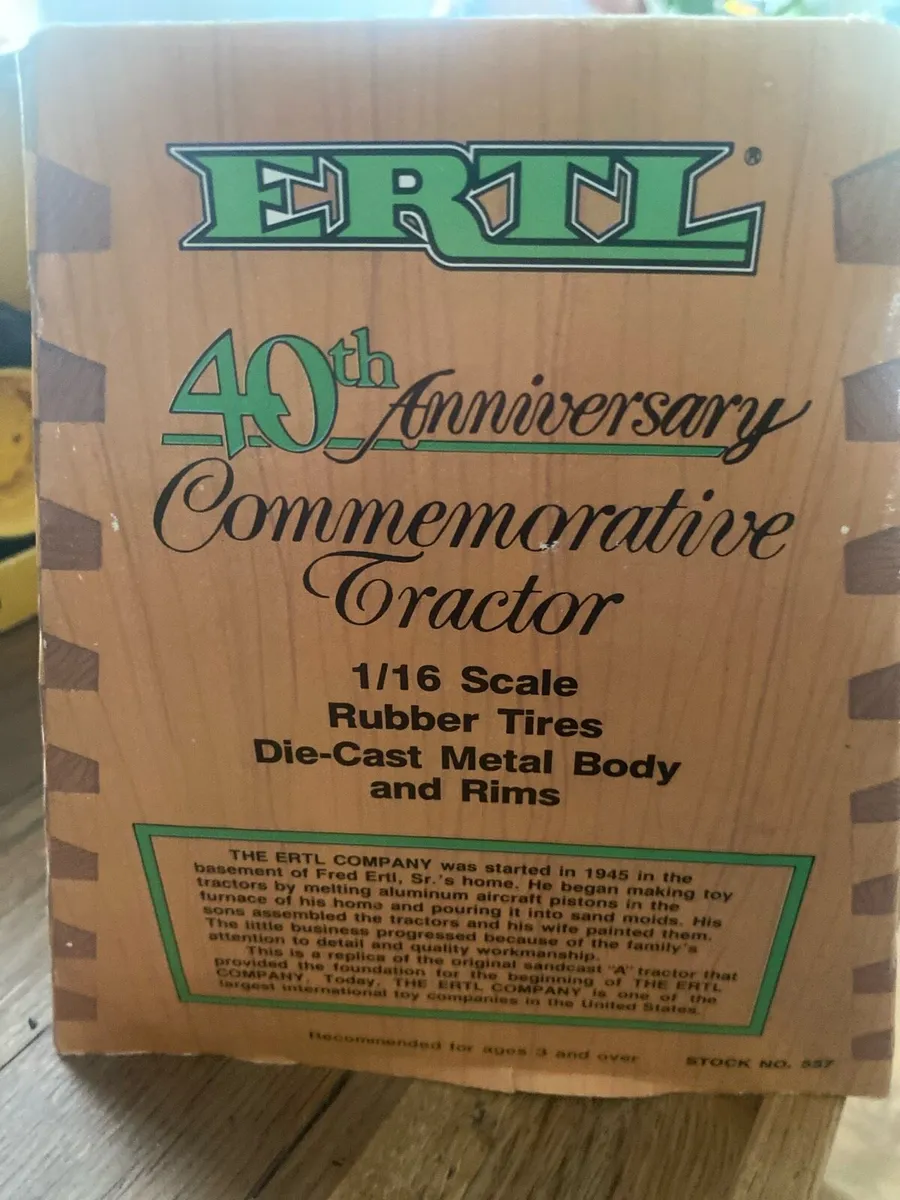 ERTL®
40th Anniversary
Commemorative
Tractor
1/16 Scale
Rubber Tires
Die-Cast Metal Body
and Rims
THE ERTL COMPANY was started in 1945 in the
basement of Fred Ertl, Sr.'s home. He began making toy
tractors by melting aluminum aircraft pistons in the
furnace of his home and pouring it into sand molds. His
sons assembled the tractors and his wife painted them.
The little business progressed because of the family's
attention to detail and quality workmanship.
This is a replica of the original sandcast "A" tractor that
provided the foundation for the beginning of THE ERTL
COMPANY. Today, THE ERTL COMPANY is one of the
largest international toy companies in the United States.
Recommended for ages 3 and over
STOCK NO. 557